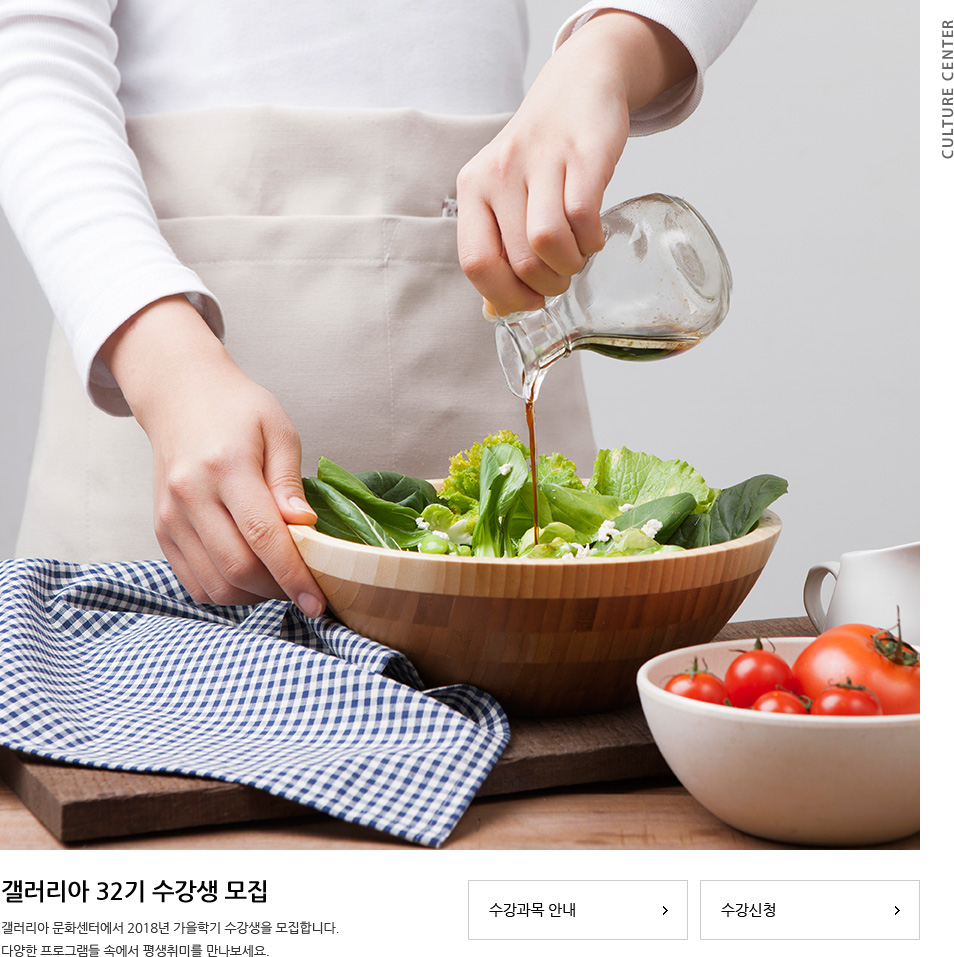 CULTURE CENTER
갤러리아 32기 수강생 모집
갤러리아 문화센터에서 2018년 가을학기 수강생을 모집합니다.
다양한 프로그램들 속에서 평생취미를 만나보세요.
수강과목 안내
수강신청